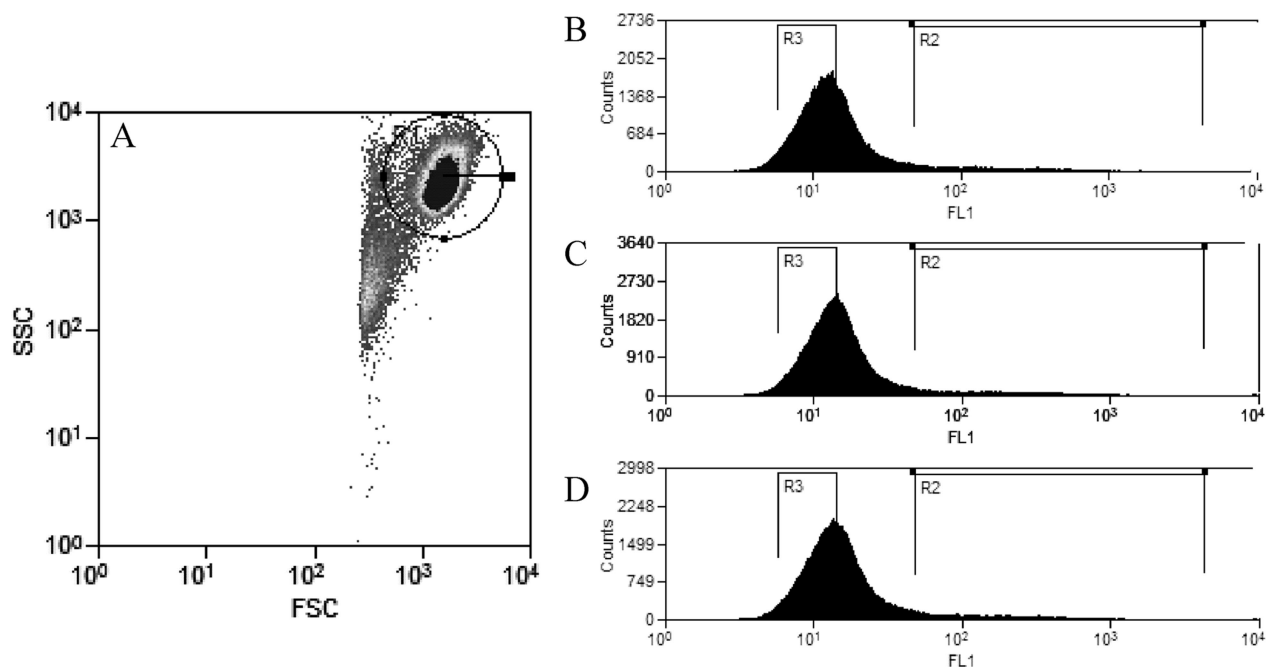 A
10⁴
10³
10²
10¹
10⁰
SSC
10⁰ 10¹ 10² 10³ 10⁴
FSC
B
2736
2052
1368
684
0
Counts
R3
R2
10⁰ 10¹ 10² 10³ 10⁴
FL1
C
3640
2730
1820
910
0
Counts
R3
R2
10⁰ 10¹ 10² 10³ 10⁴
FL1
D
2998
2248
1499
749
0
Counts
R3
R2
10⁰ 10¹ 10² 10³ 10⁴
FL1